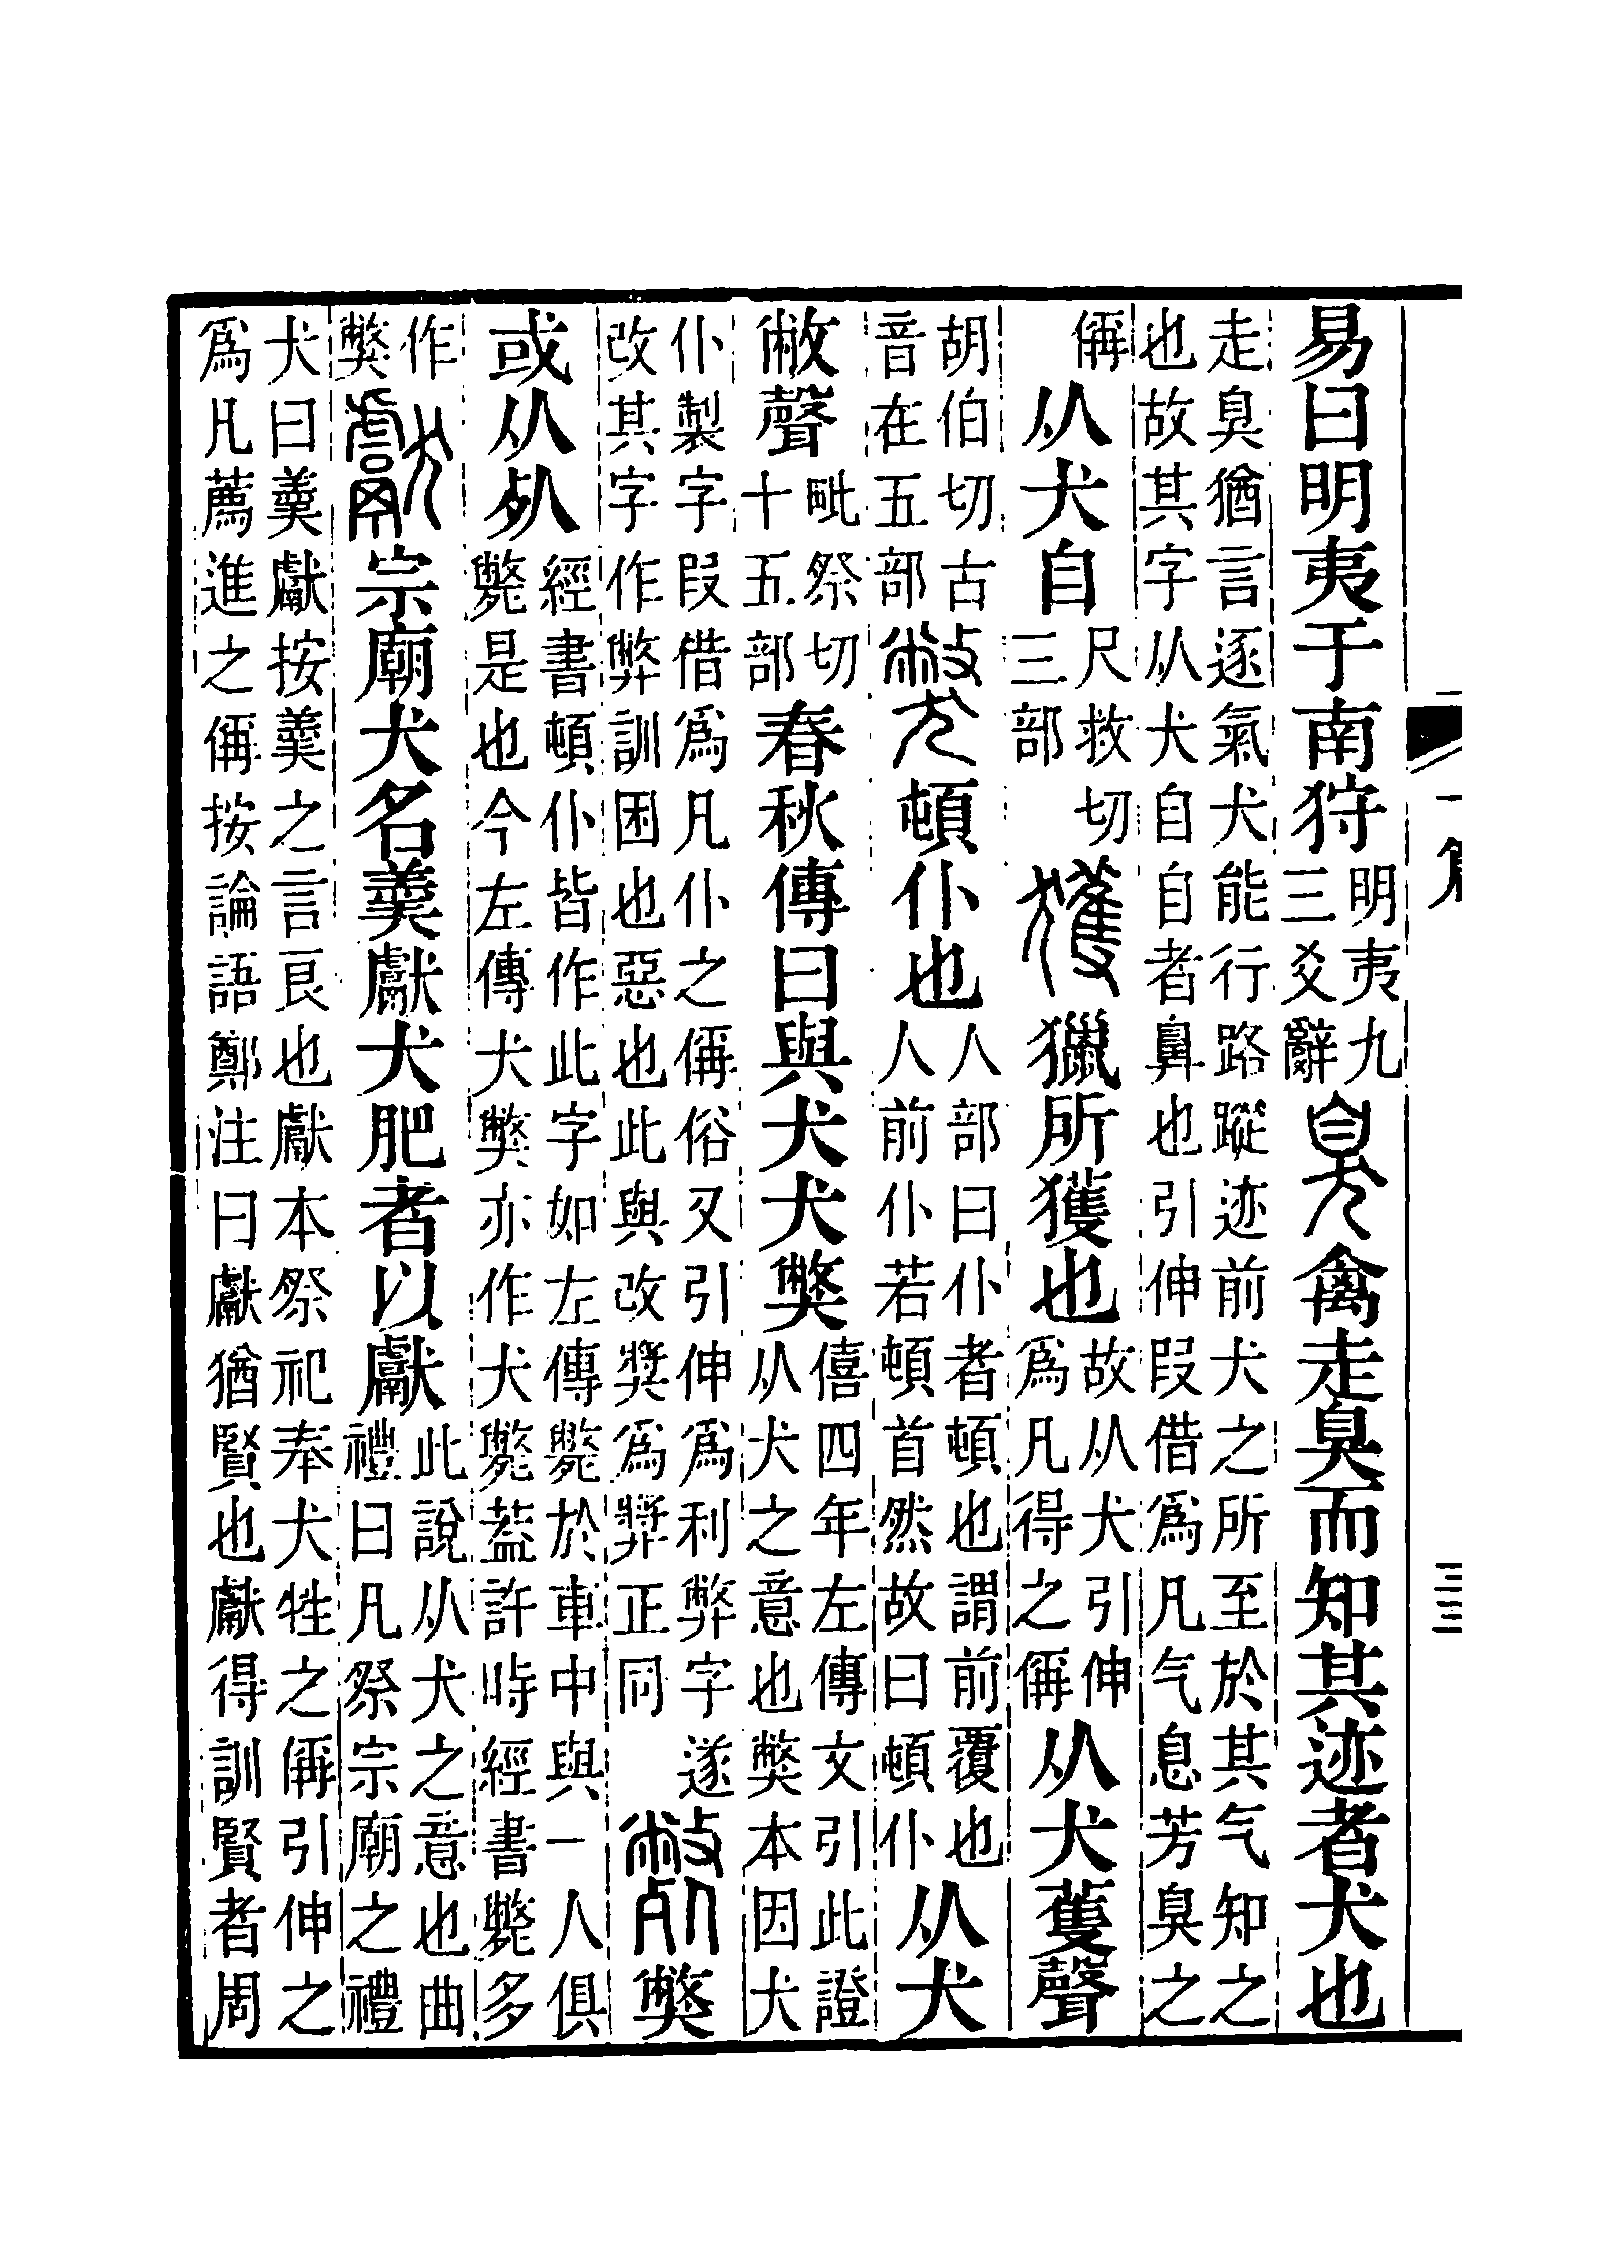 易曰明夷于南狩明夷九三爻辭臭禽走臭而知其迹者犬也
走臭猶言逐氣犬能行路蹤迹前犬之所至於其气知之
也故其字从犬自自者鼻也引伸叚借爲凡气息芳臭之
偁从犬自尺救切三部獲獵所獲也故从犬引伸爲凡得之偁从犬蒦聲
胡伯切古音在五部獘頓仆也人部曰仆者頓也謂前覆也人前仆若頓首然故曰頓仆从犬
敝聲毗祭切十五部春秋傳曰與犬犬獘僖四年左傳文引此證从犬之意也獘本因犬
仆製字叚借爲凡仆之偁俗又引伸爲利弊字遂
改其字作弊訓困也惡也此與改獎爲弉正同斃獘
或从死經書頓仆皆作此字如左傳斃於車中與一人俱斃是也今左傳犬獘亦作犬斃葢許時經書斃多
作獘獻宗廟犬名羹獻犬肥者以獻此說从犬之意也曲禮曰凡祭宗廟之禮
犬曰羹獻按羹之言良也獻本祭祀奉犬牲之偁引伸之
爲凡薦進之偁按論語鄭注曰獻猶賢也獻得訓賢者周